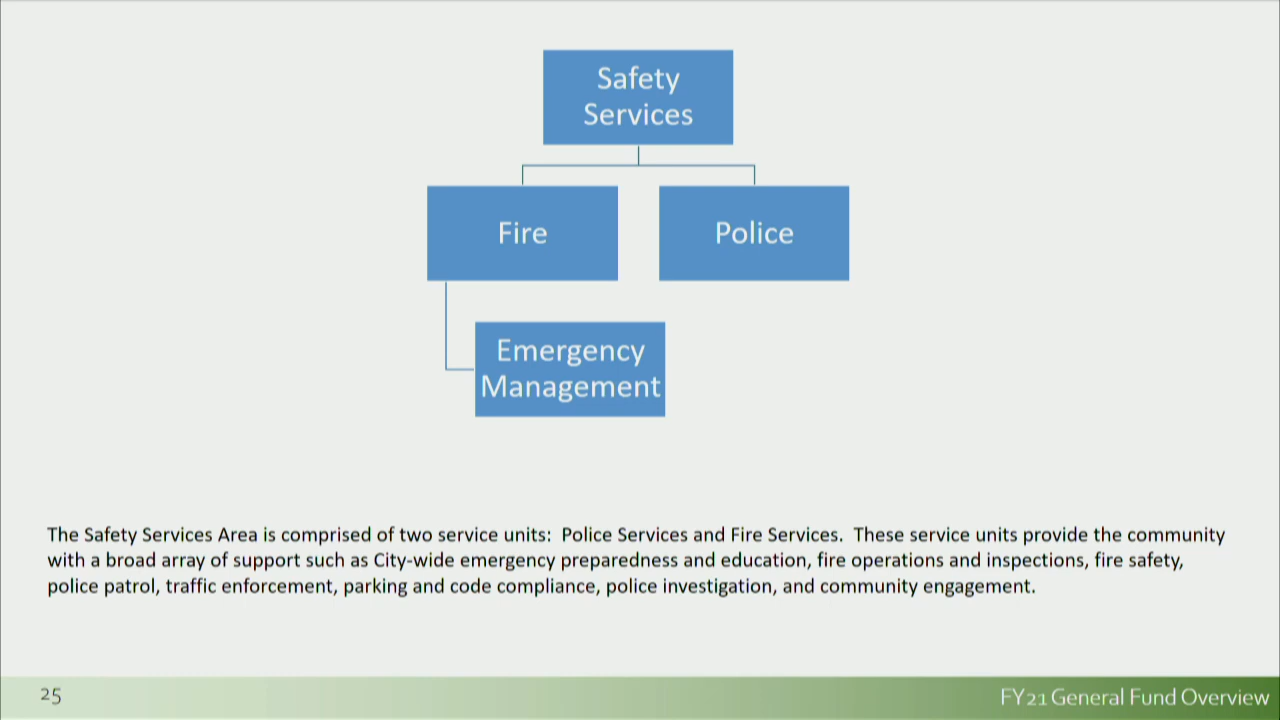 Safety
Services
Fire
Police
Emergency
Management
The Safety Services Area is comprised of two service units:  Police Services and Fire Services.  These service units provide the community
with a broad array of support such as City-wide emergency preparedness and education, fire operations and inspections, fire safety,
police patrol, traffic enforcement, parking and code compliance, police investigation, and community engagement.
25
FY21 General Fund Overview